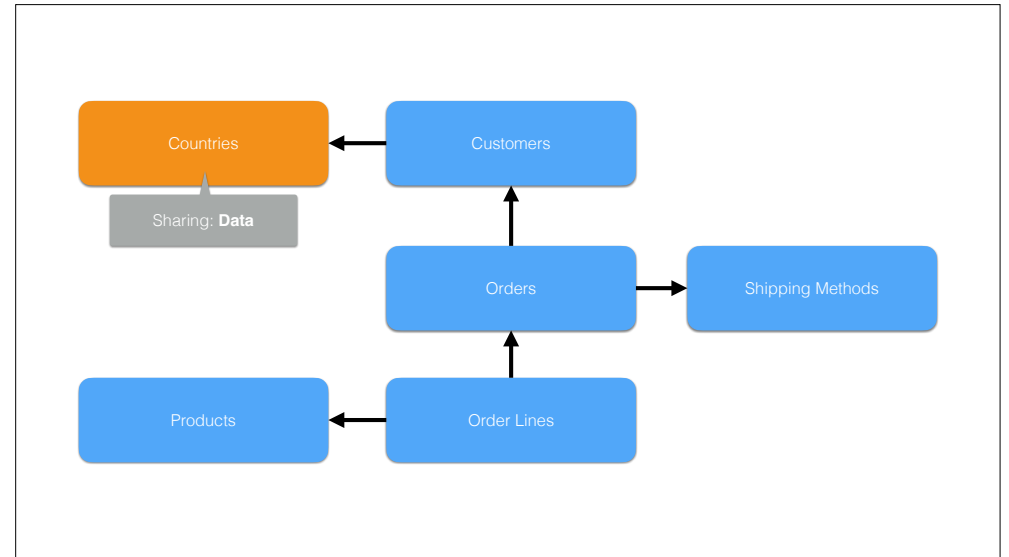 Countries
Customers
Sharing: Data
Orders
Shipping Methods
Products
Order Lines